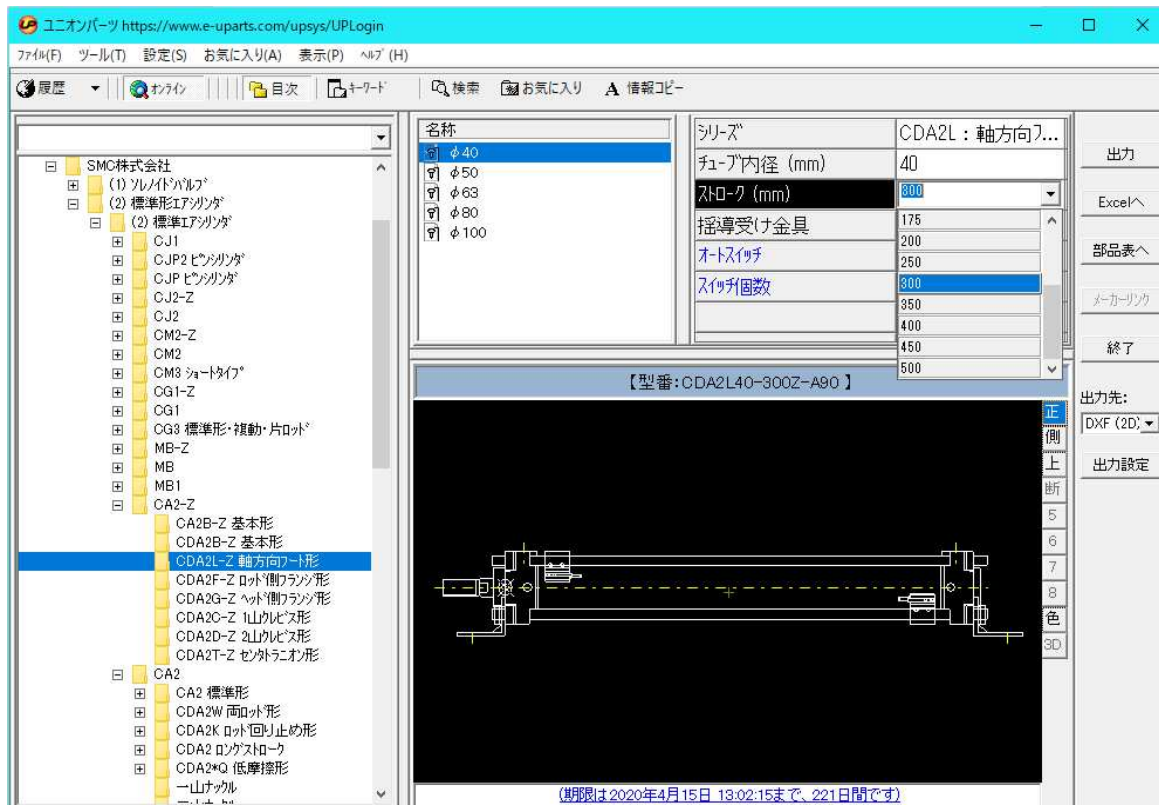 ユニオンパーツ https://www.e-uparts.com/upsys/UPLogin
ﾌｧｲﾙ(F) ツール(T) 設定(S) お気に入り(A) 表示(P) ﾍﾙﾌﾟ(H)
履歴 ｵﾝﾗｲﾝ 目次 ｷｰﾜｰﾄﾞ 検索 お気に入り A 情報ｺﾋﾟｰ
SMC株式会社
(1) ｿﾚﾉｲﾄﾞﾊﾞﾙﾌﾞ
(2) 標準形ｴｱｼﾘﾝﾀﾞ
(2) 標準ｴｱｼﾘﾝﾀﾞ
CJ1
CJP2 ﾋﾟﾝｼﾘﾝﾀﾞ
CJP ﾋﾟﾝｼﾘﾝﾀﾞ
CJ2-Z
CJ2
CM2-Z
CM2
CM3 ｼｮｰﾄﾀｲﾌﾟ
CG1-Z
CG1
CG3 標準形･複動･片ﾛｯﾄﾞ
MB-Z
MB
MB1
CA2-Z
CA2B-Z 基本形
CDA2B-Z 基本形
CDA2L-Z 軸方向ﾌｰﾄ形
CDA2F-Z ﾛｯﾄﾞ側ﾌﾗﾝｼﾞ形
CDA2G-Z ﾍｯﾄﾞ側ﾌﾗﾝｼﾞ形
CDA2C-Z 1山ｸﾚﾋﾞｽ形
CDA2D-Z 2山ｸﾚﾋﾞｽ形
CDA2T-Z ｾﾝﾀﾄﾗﾆｵﾝ形
CA2
CA2 標準形
CDA2W 両ﾛｯﾄﾞ形
CDA2K ﾛｯﾄﾞ回り止め形
CDA2 ﾛﾝｸﾞｽﾄﾛｰｸ
CDA2*Q 低摩擦形
一山ﾅｯｸﾙ
名称
φ40
φ50
φ63
φ80
φ100
ｼﾘｰｽﾞ CDA2L：軸方向ﾌ...
ﾁｭｰﾌﾞ内径 (mm) 40
ｽﾄﾛｰｸ (mm) 300
揺導受け金具
ｵｰﾄｽｲｯﾁ
ｽｲｯﾁ個数
175
200
250
300
350
400
450
500
【型番:CDA2L40-300Z-A90 】
正
側
上
断
5
6
7
8
色
3D
(期限は2020年4月15日 13:02:15まで、221日間です)
出力
Excelへ
部品表へ
ﾒｰｶｰﾘﾝｸ
終了
出力先:
DXF (2D)
出力設定